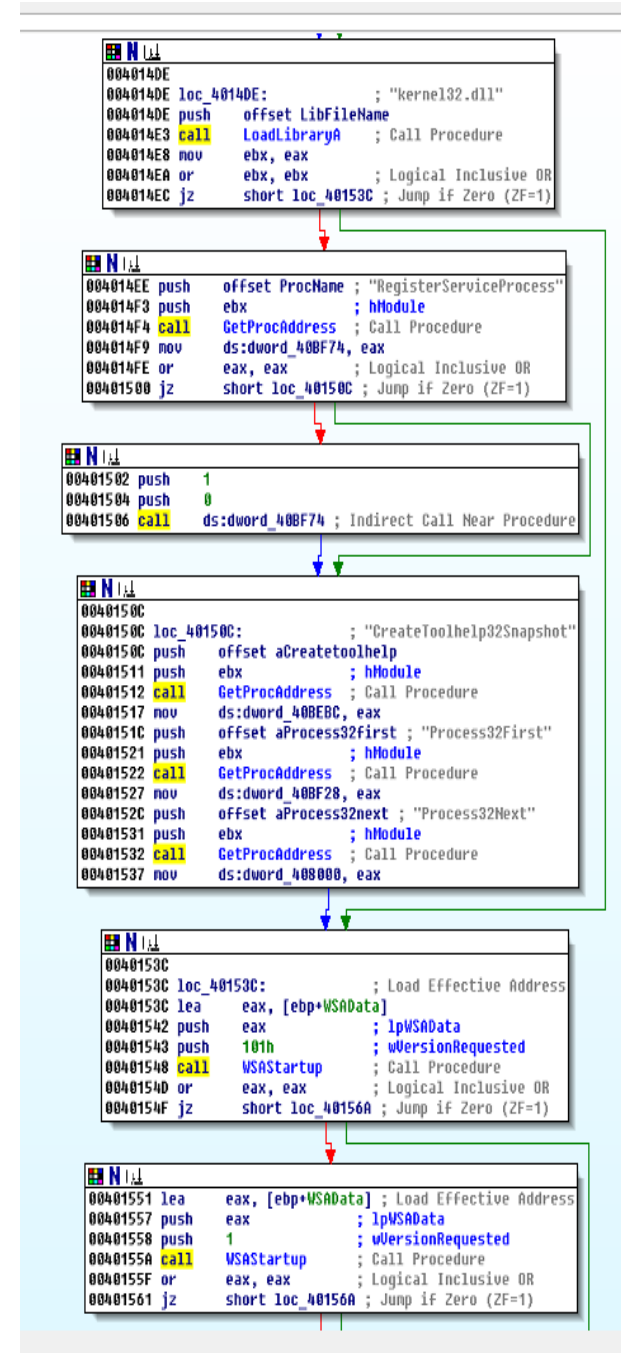 004014DE
004014DE loc_4014DE: ; "kernel32.dll"
004014DE push offset LibFileName
004014E3 call LoadLibraryA ; Call Procedure
004014E8 mov ebx, eax
004014EA or ebx, ebx ; Logical Inclusive OR
004014EC jz short loc_40153C ; Jump if Zero (ZF=1)
004014EE push offset ProcName ; "RegisterServiceProcess"
004014F3 push ebx ; hModule
004014F4 call GetProcAddress ; Call Procedure
004014F9 mov ds:dword_40BF74, eax
004014FE or eax, eax ; Logical Inclusive OR
00401500 jz short loc_40150C ; Jump if Zero (ZF=1)
00401502 push 1
00401504 push 0
00401506 call ds:dword_40BF74 ; Indirect Call Near Procedure
0040150C
0040150C loc_40150C: ; "CreateToolhelp32Snapshot"
0040150C push offset aCreatetoolhelp
00401511 push ebx ; hModule
00401512 call GetProcAddress ; Call Procedure
00401517 mov ds:dword_40BEBC, eax
0040151C push offset aProcess32first ; "Process32First"
00401521 push ebx ; hModule
00401522 call GetProcAddress ; Call Procedure
00401527 mov ds:dword_40BF28, eax
0040152C push offset aProcess32next ; "Process32Next"
00401531 push ebx ; hModule
00401532 call GetProcAddress ; Call Procedure
00401537 mov ds:dword_408000, eax
0040153C
0040153C loc_40153C: ; Load Effective Address
0040153C lea eax, [ebp+WSAData]
00401542 push eax ; lpWSAData
00401543 push 101h ; wVersionRequested
00401548 call WSAStartup ; Call Procedure
0040154D or eax, eax ; Logical Inclusive OR
0040154F jz short loc_40156A ; Jump if Zero (ZF=1)
00401551 lea eax, [ebp+WSAData] ; Load Effective Address
00401557 push eax ; lpWSAData
00401558 push 1 ; wVersionRequested
0040155A call WSAStartup ; Call Procedure
0040155F or eax, eax ; Logical Inclusive OR
00401561 jz short loc_40156A ; Jump if Zero (ZF=1)